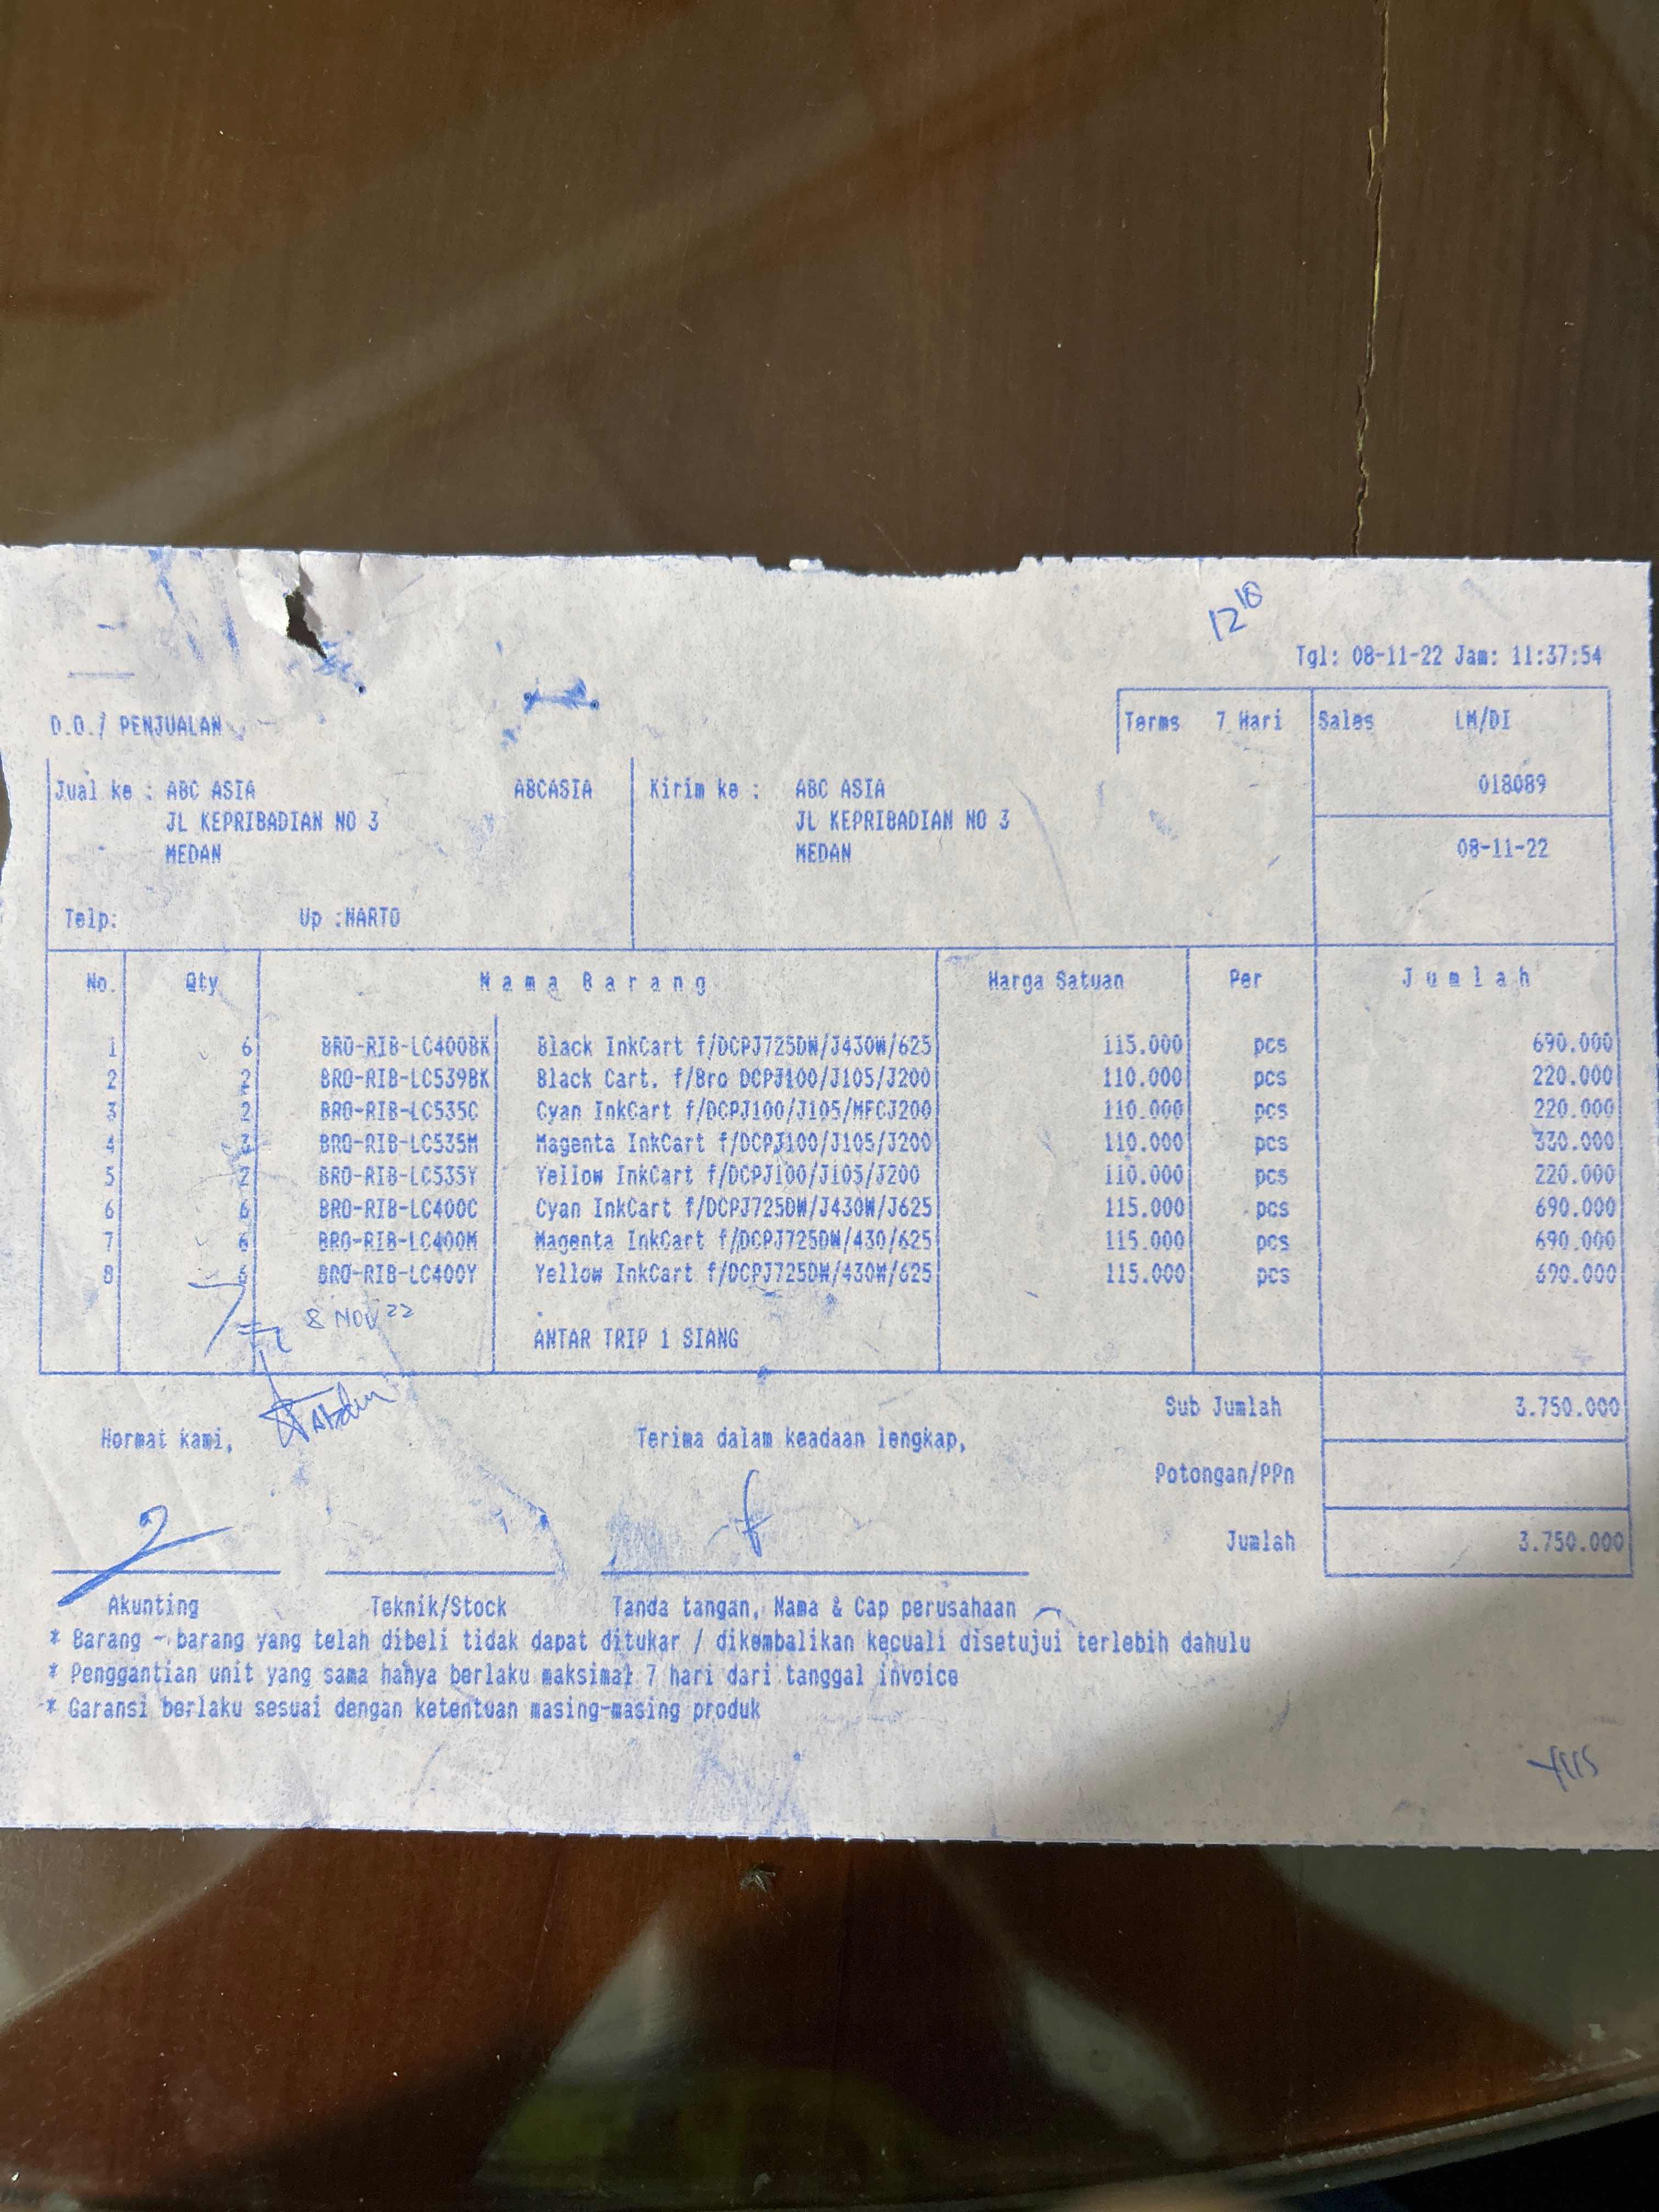 12 18
Tgl: 08-11-22 Jam: 11:37:54
D.O./ PENJUALAN
Terms 7 Hari Sales LM/DI
018089
Jual ke : ABC ASIA ABCASIA Kirim ke : ABC ASIA
JL KEPRIBADIAN NO 3 JL KEPRIBADIAN NO 3
MEDAN MEDAN 08-11-22
Telp: Up :NARTO
No. Qty Nama Barang Harga Satuan Per Jumlah
1 6 BRO-RIB-LC400BK Black InkCart f/DCPJ725DW/J430W/625 115.000 pcs 690.000
2 2 BRO-RIB-LC539BK Black Cart. f/Bro DCPJ100/J105/J200 110.000 pcs 220.000
3 2 BRO-RIB-LC535C Cyan InkCart f/DCPJ100/J105/MFCJ200 110.000 pcs 220.000
4 3 BRO-RIB-LC535M Magenta InkCart f/DCPJ100/J105/J200 110.000 pcs 330.000
5 2 BRO-RIB-LC535Y Yellow InkCart f/DCPJ100/J105/J200 110.000 pcs 220.000
6 6 BRO-RIB-LC400C Cyan InkCart f/DCPJ725DW/J430W/J625 115.000 pcs 690.000
7 6 BRO-RIB-LC400M Magenta InkCart f/DCPJ725DW/430/625 115.000 pcs 690.000
8 6 BRO-RIB-LC400Y Yellow InkCart f/DCPJ725DW/430W/625 115.000 pcs 690.000
8 NOV 22
ANTAR TRIP 1 SIANG
Sub Jumlah 3.750.000
Hormat kami, Terima dalam keadaan lengkap,
Potongan/PPn
Jumlah 3.750.000
Akunting Teknik/Stock Tanda tangan, Nama & Cap perusahaan
* Barang - barang yang telah dibeli tidak dapat ditukar / dikembalikan kecuali disetujui terlebih dahulu
* Penggantian unit yang sama hanya berlaku maksimal 7 hari dari tanggal invoice
* Garansi berlaku sesuai dengan ketentuan masing-masing produk